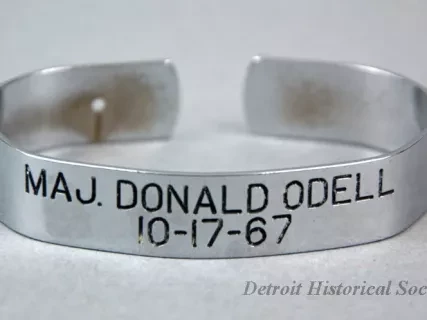 MAJ. DONALD ODELL
10-17-67
Detroit Historical Soc